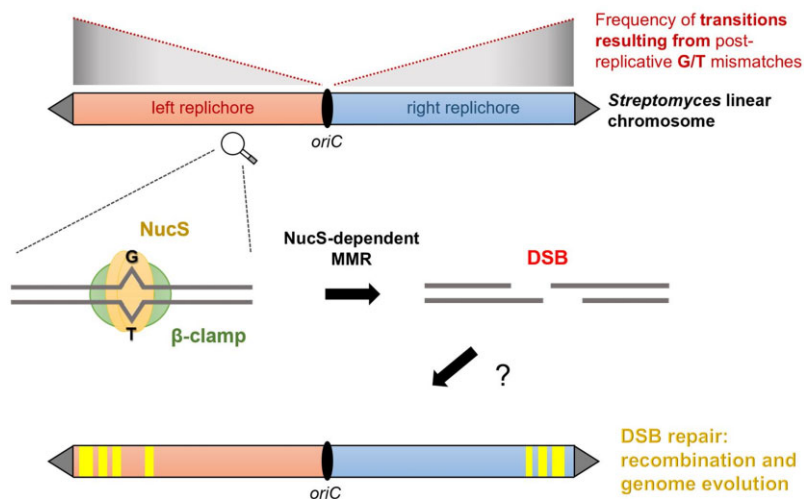 Frequency of transitions
resulting from post-
replicative G/T mismatches
left replichore
right replichore
Streptomyces linear
chromosome
oriC
NucS
G
T
β-clamp
NucS-dependent
MMR
DSB
?
DSB repair:
recombination and
genome evolution
oriC